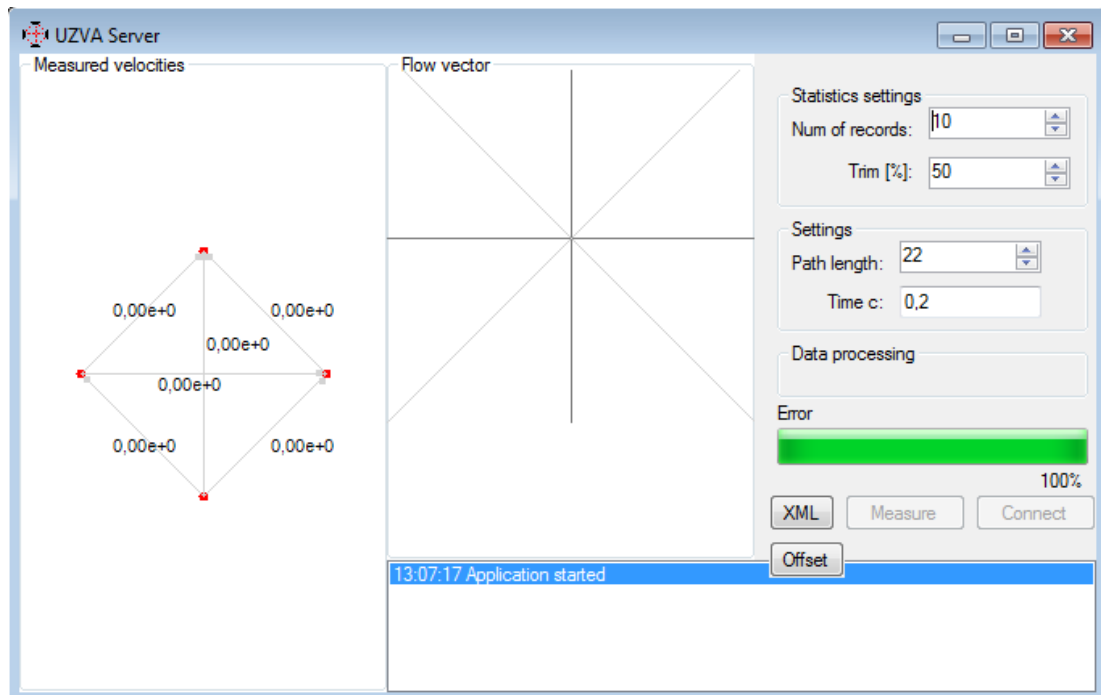 UZVA Server
Measured velocities
0,00e+0
0,00e+0
0,00e+0
0,00e+0
0,00e+0
0,00e+0
Flow vector
Statistics settings
Num of records: 10
Trim [%]: 50
Settings
Path length: 22
Time c: 0,2
Data processing
Error
100%
XML
Measure
Connect
Offset
13:07:17 Application started